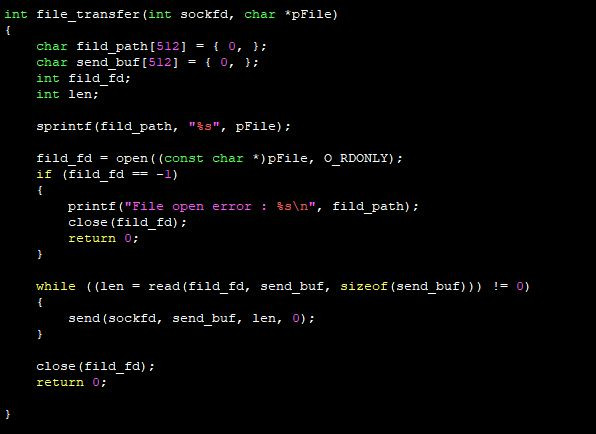 int file_transfer(int sockfd, char *pFile)
{
    char fild_path[512] = { 0, };
    char send_buf[512] = { 0, };
    int fild_fd;
    int len;

    sprintf(fild_path, "%s", pFile);

    fild_fd = open((const char *)pFile, O_RDONLY);
    if (fild_fd == -1)
    {
        printf("File open error : %s\n", fild_path);
        close(fild_fd);
        return 0;
    }

    while ((len = read(fild_fd, send_buf, sizeof(send_buf))) != 0)
    {
        send(sockfd, send_buf, len, 0);
    }

    close(fild_fd);
    return 0;

}